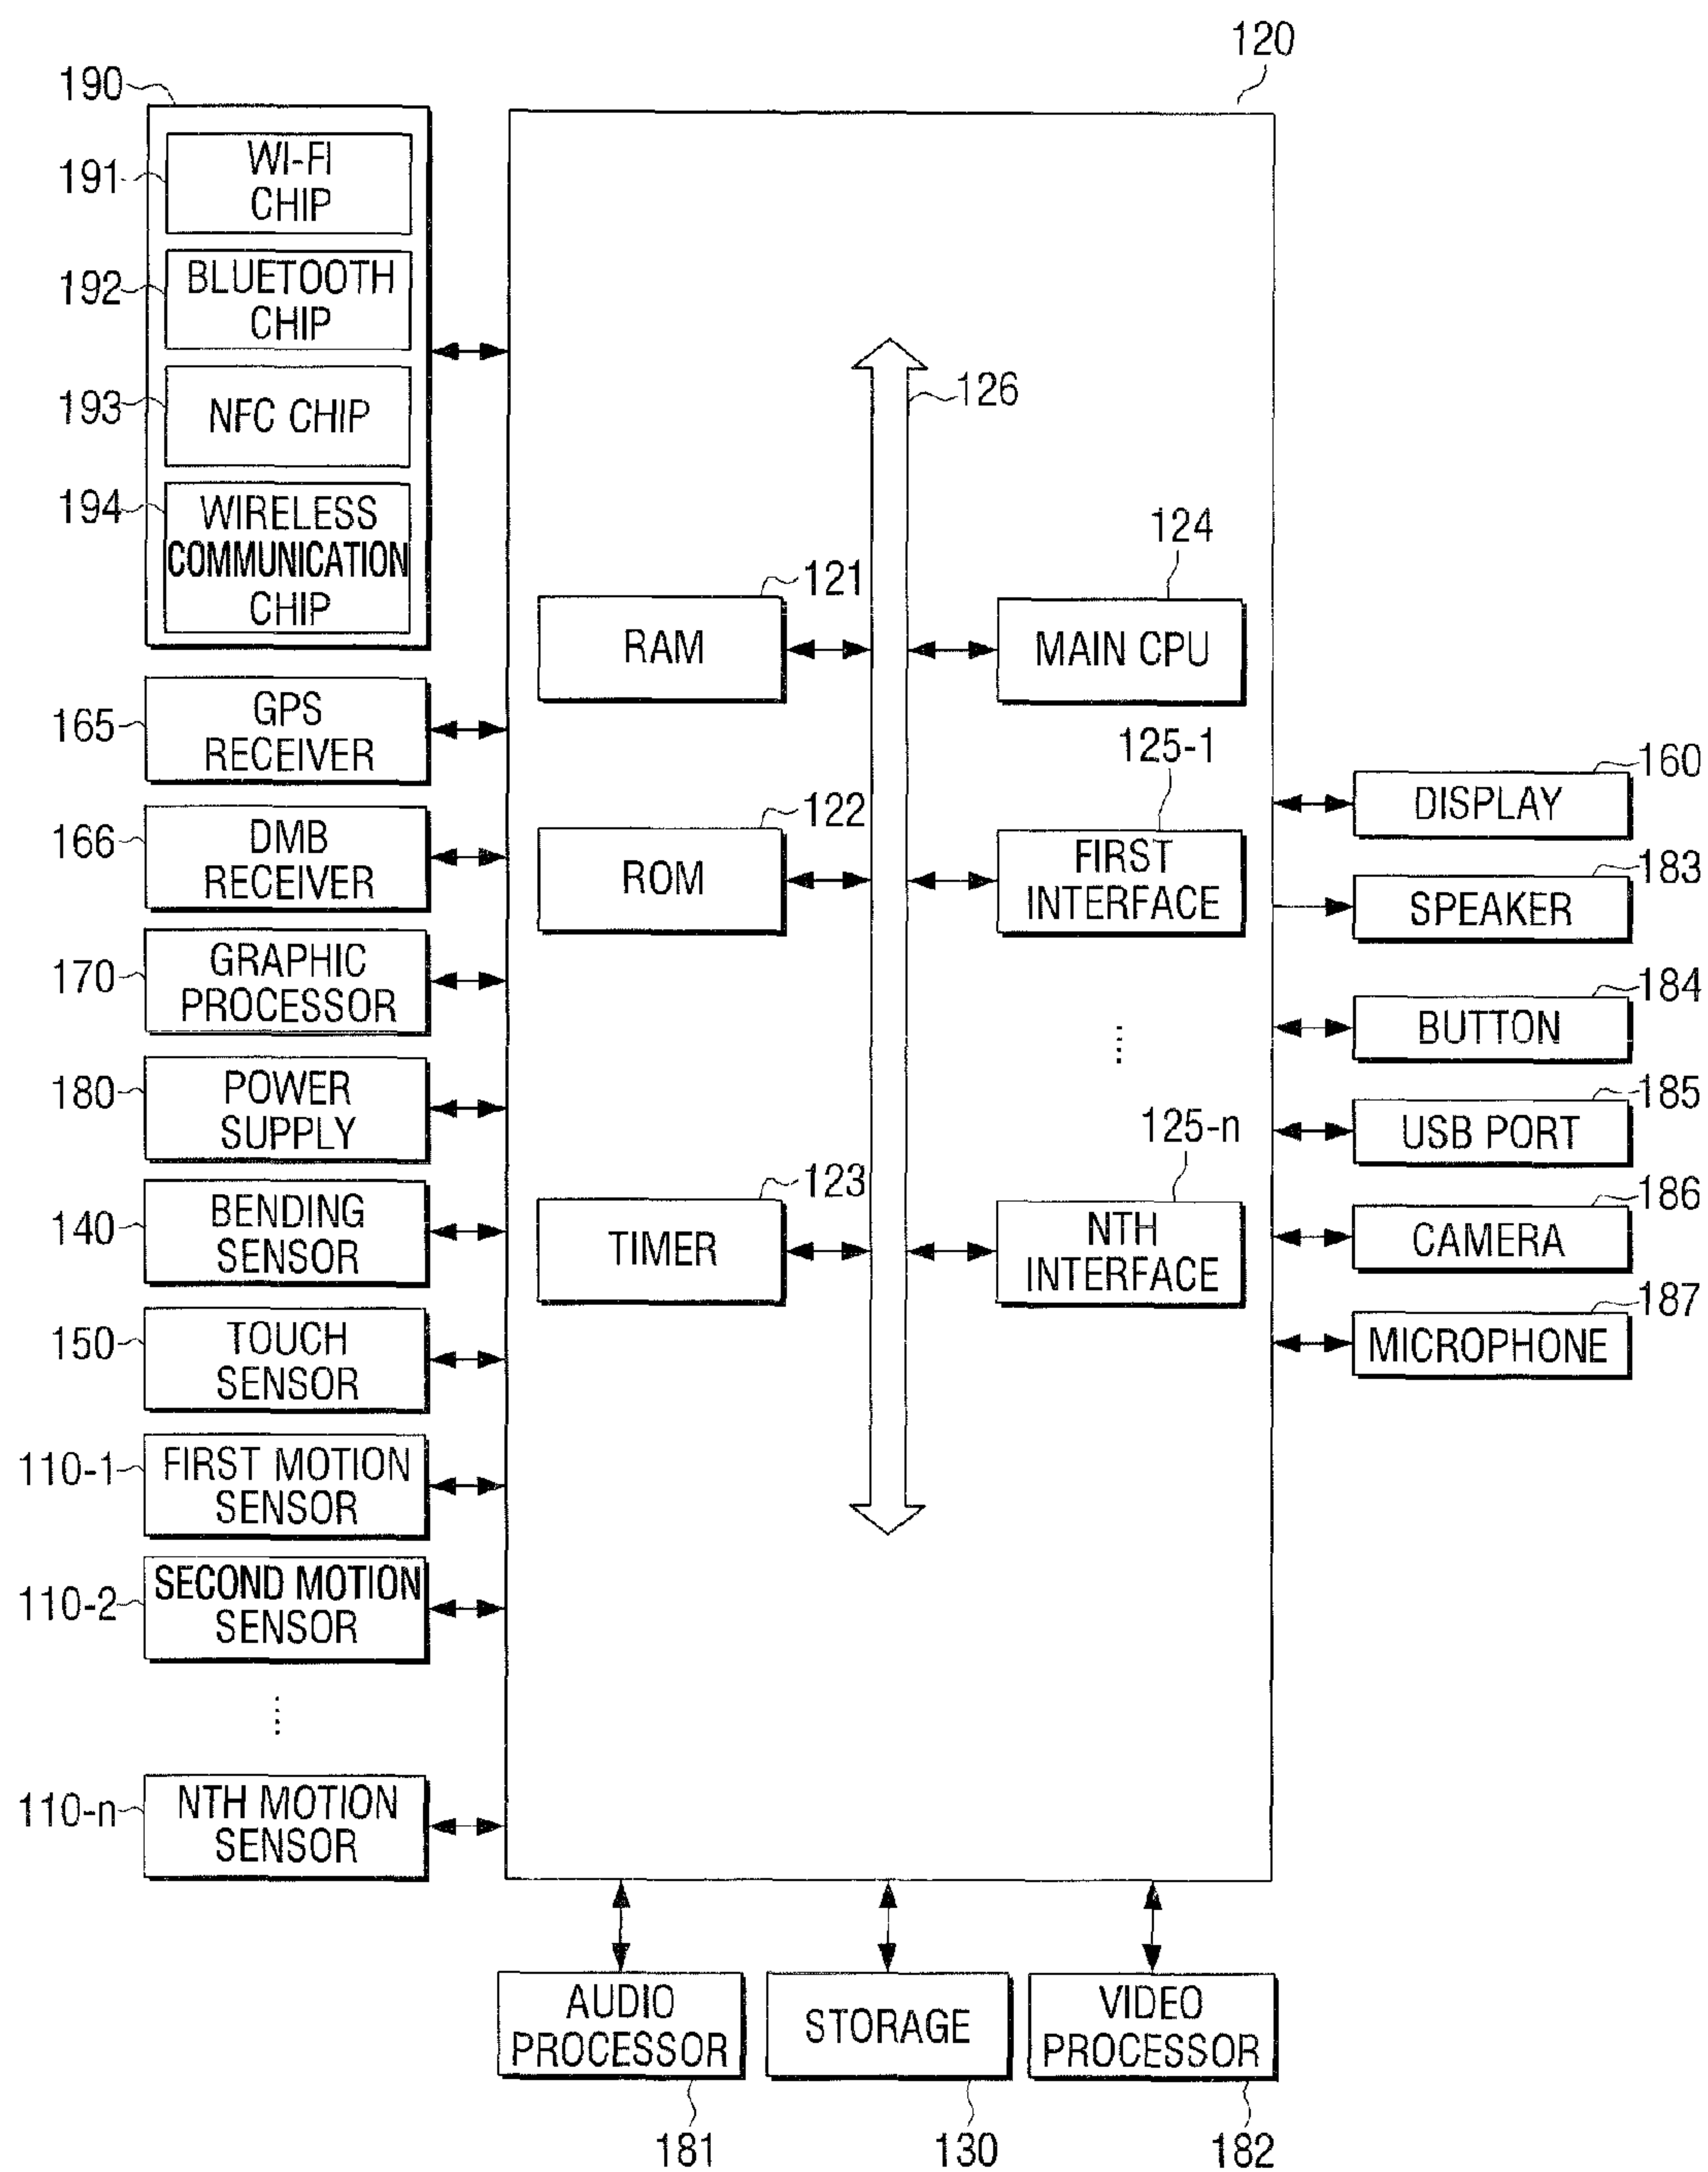 120
190
191
WI-FI
CHIP
192
BLUETOOTH
CHIP
193
NFC CHIP
194
WIRELESS
COMMUNICATION
CHIP
165
GPS
RECEIVER
166
DMB
RECEIVER
170
GRAPHIC
PROCESSOR
180
POWER
SUPPLY
140
BENDING
SENSOR
150
TOUCH
SENSOR
110-1
FIRST MOTION
SENSOR
110-2
SECOND MOTION
SENSOR
110-n
NTH MOTION
SENSOR
126
121
RAM
122
ROM
123
TIMER
124
MAIN CPU
125-1
FIRST
INTERFACE
125-n
NTH
INTERFACE
160
DISPLAY
183
SPEAKER
184
BUTTON
185
USB PORT
186
CAMERA
187
MICROPHONE
AUDIO
PROCESSOR
181
STORAGE
130
VIDEO
PROCESSOR
182